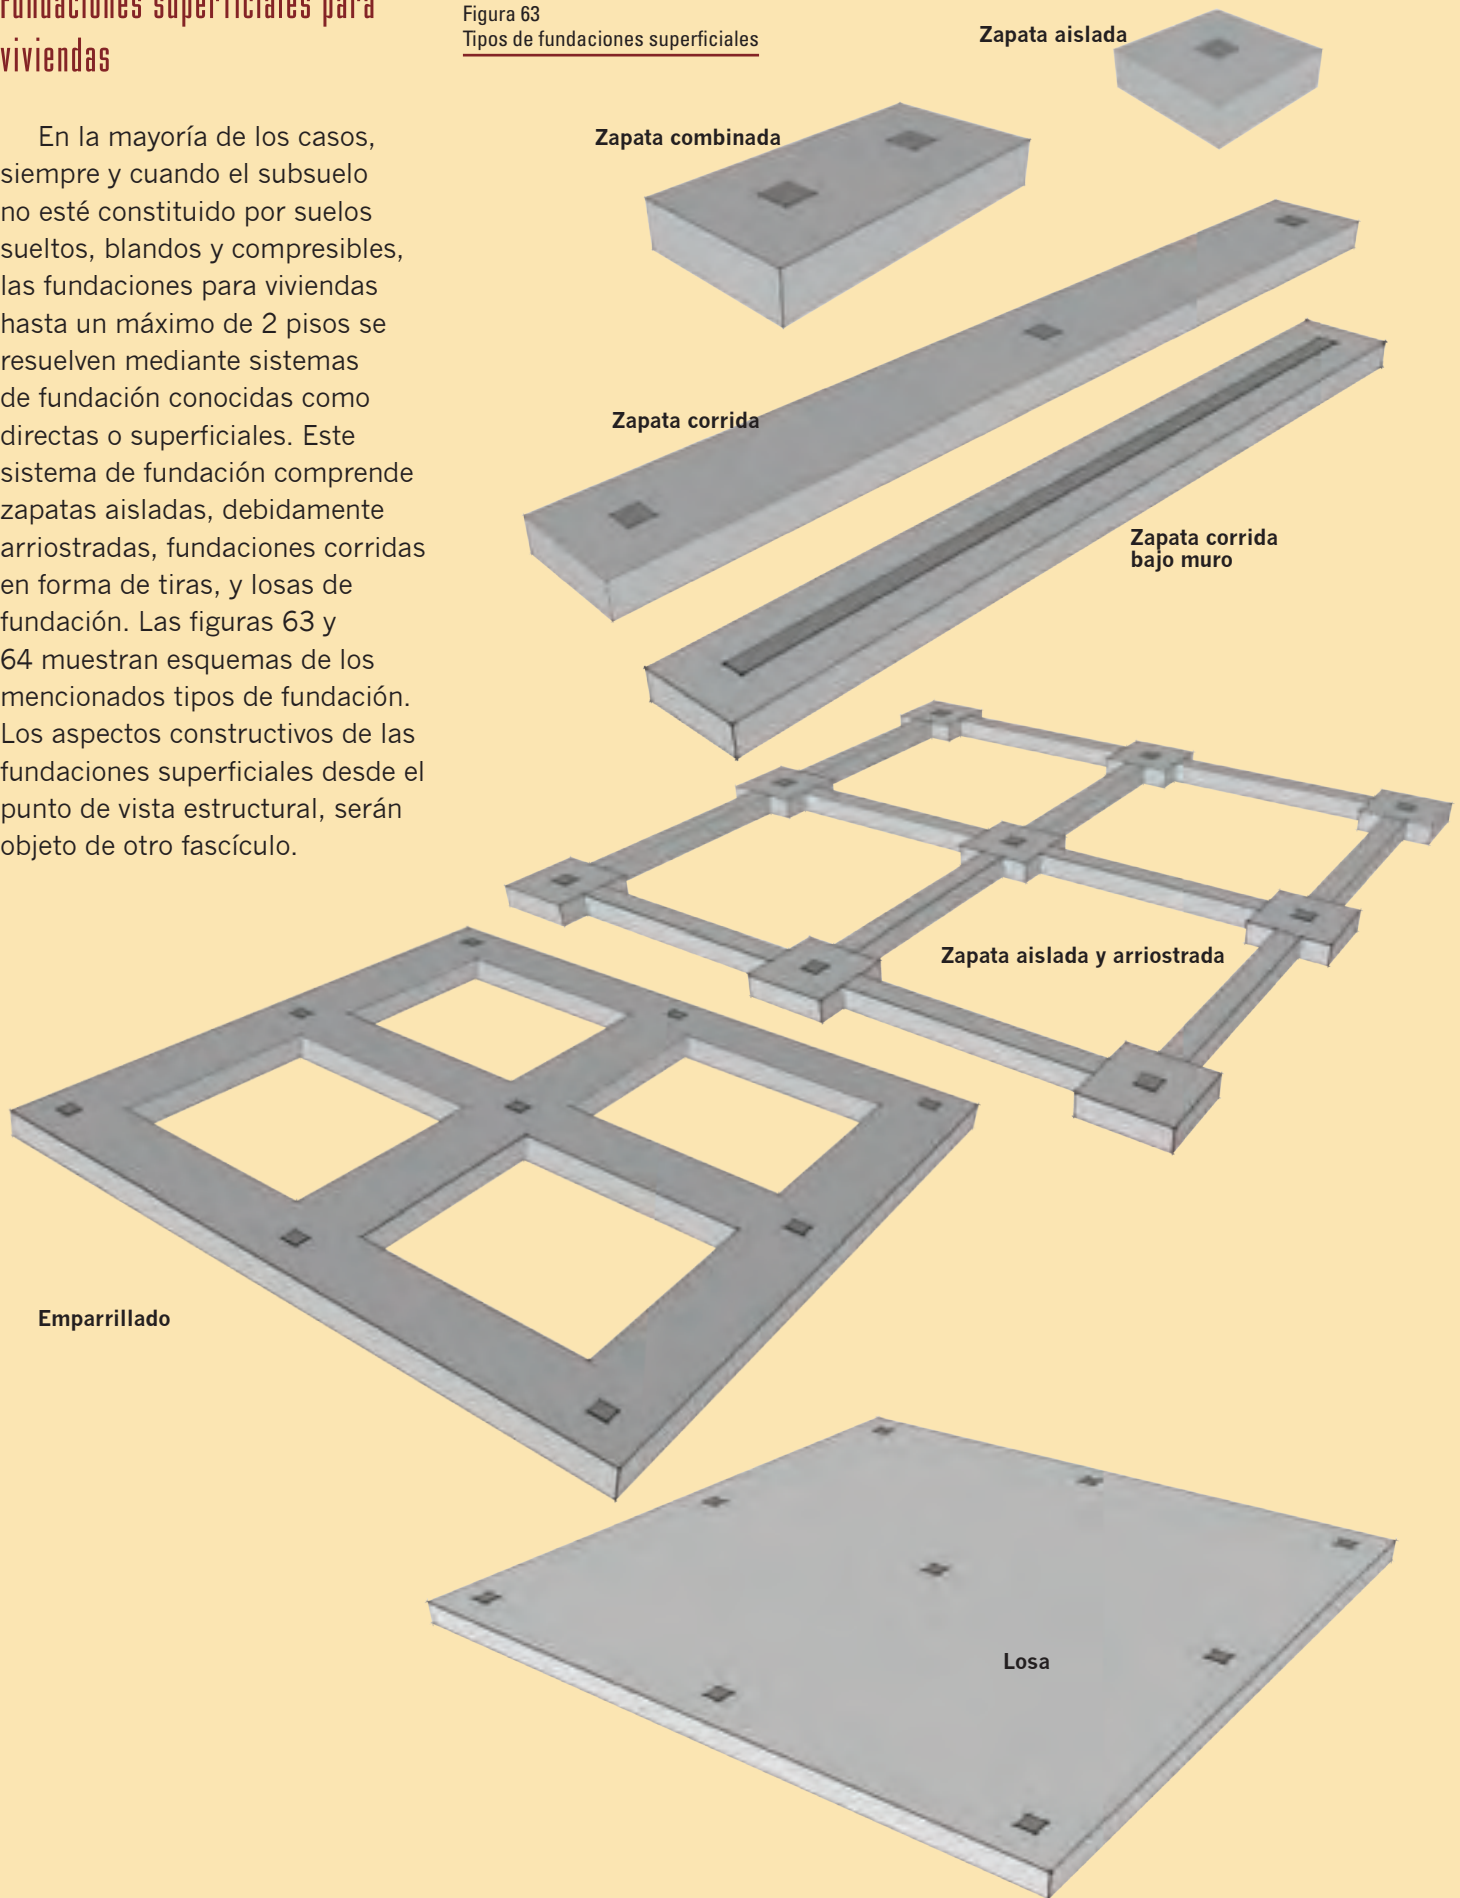 Fundaciones superficiales para
viviendas
En la mayoría de los casos,
siempre y cuando el subsuelo
no esté constituido por suelos
sueltos, blandos y compresibles,
las fundaciones para viviendas
hasta un máximo de 2 pisos se
resuelven mediante sistemas
de fundación conocidas como
directas o superficiales. Este
sistema de fundación comprende
zapatas aisladas, debidamente
arriostradas, fundaciones corridas
en forma de tiras, y losas de
fundación. Las figuras 63 y
64 muestran esquemas de los
mencionados tipos de fundación.
Los aspectos constructivos de las
fundaciones superficiales desde el
punto de vista estructural, serán
objeto de otro fascículo.
Figura 63
Tipos de fundaciones superficiales
Zapata aislada
Zapata combinada
Zapata corrida
Zapata corrida
bajo muro
Zapata aislada y arriostrada
Emparrillado
Losa